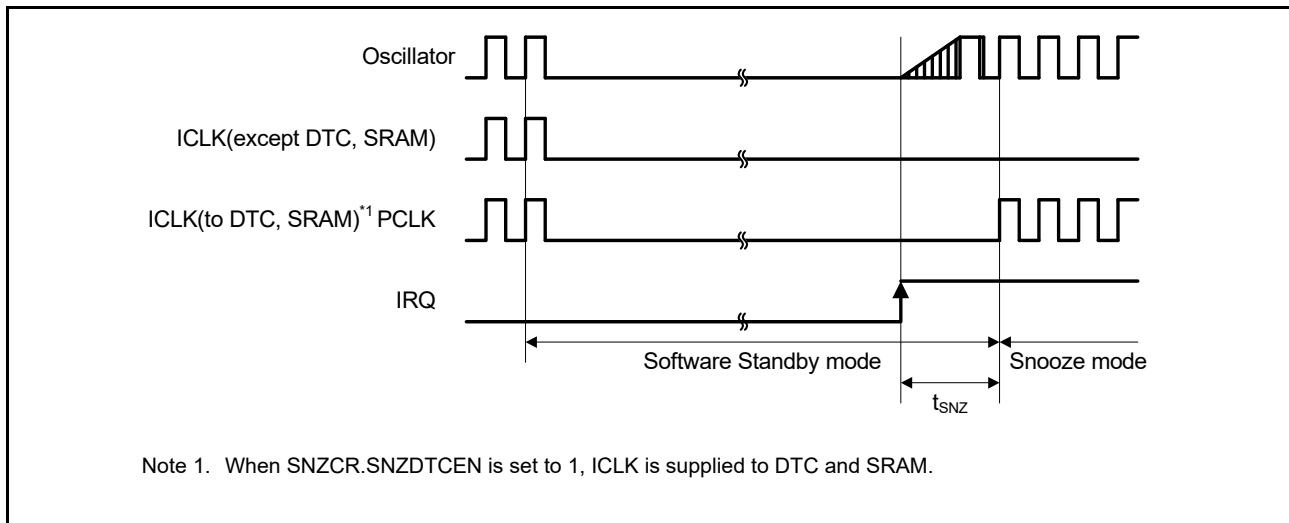 Oscillator
ICLK(except DTC, SRAM)
ICLK(to DTC, SRAM)*1 PCLK
IRQ
Software Standby mode
Snooze mode
tSNZ
Note 1. When SNZCR.SNZDTCEN is set to 1, ICLK is supplied to DTC and SRAM.